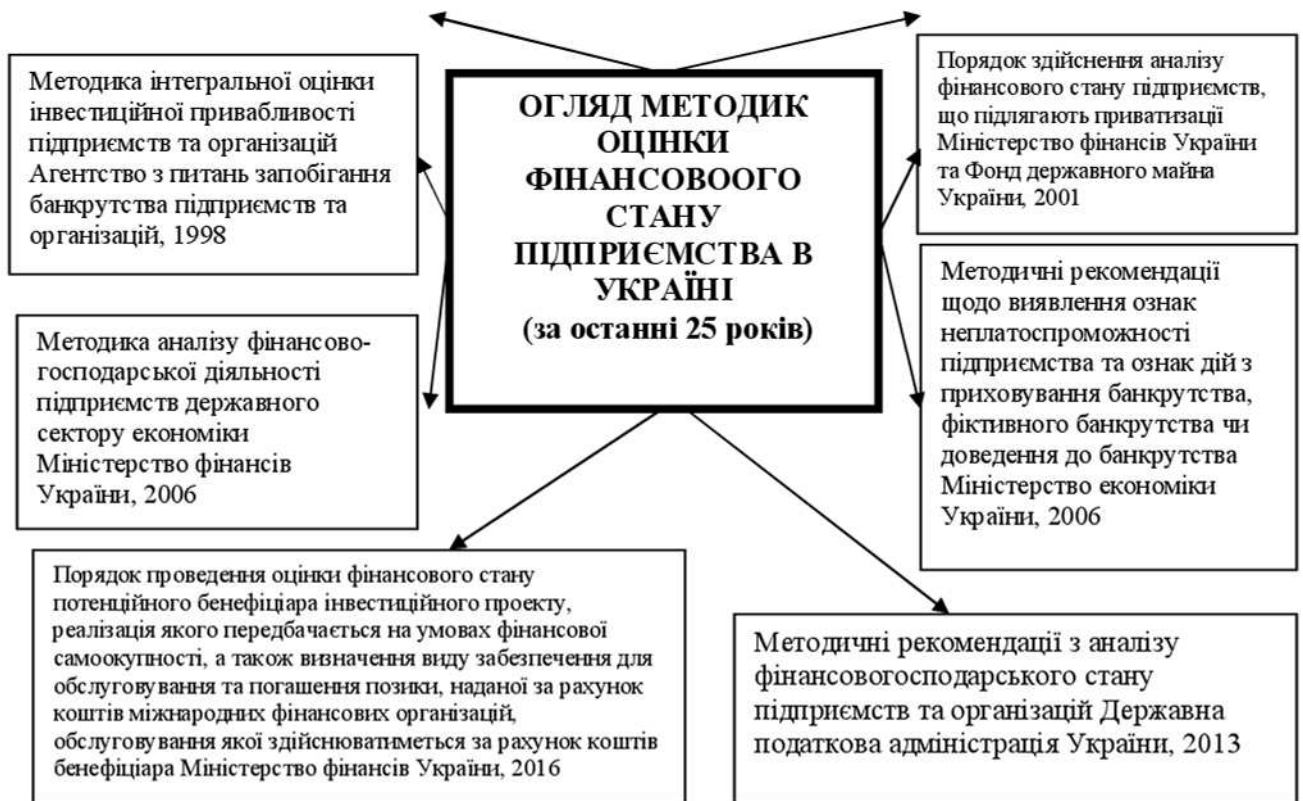 Методика інтегральної оцінки
інвестиційної привабливості
підприємств та організацій
Агентство з питань запобігання
банкрутства підприємств та
організацій, 1998
ОГЛЯД МЕТОДИК
ОЦІНКИ
ФІНАНСОВООГО
СТАНУ
ПІДПРИЄМСТВА В
УКРАЇНІ
(за останні 25 років)
Порядок здійснення аналізу
фінансового стану підприємств,
що підлягають приватизації
Міністерство фінансів України
та Фонд державного майна
України, 2001
Методика аналізу фінансово-
господарської діяльності
підприємств державного
сектору економіки
Міністерство фінансів
України, 2006
Методичні рекомендації
щодо виявлення ознак
неплатоспроможності
підприємства та ознак дій з
приховування банкрутства,
фіктивного банкрутства чи
доведення до банкрутства
Міністерство економіки
України, 2006
Порядок проведення оцінки фінансового стану
потенційного бенефіціара інвестиційного проекту,
реалізація якого передбачається на умовах фінансової
самоокупності, а також визначення виду забезпечення для
обслуговування та погашення позики, наданої за рахунок
коштів міжнародних фінансових організацій,
обслуговування якої здійснюватиметься за рахунок коштів
бенефіціара Міністерство фінансів України, 2016
Методичні рекомендації з аналізу
фінансовогосподарського стану
підприємств та організацій Державна
податкова адміністрація України, 2013